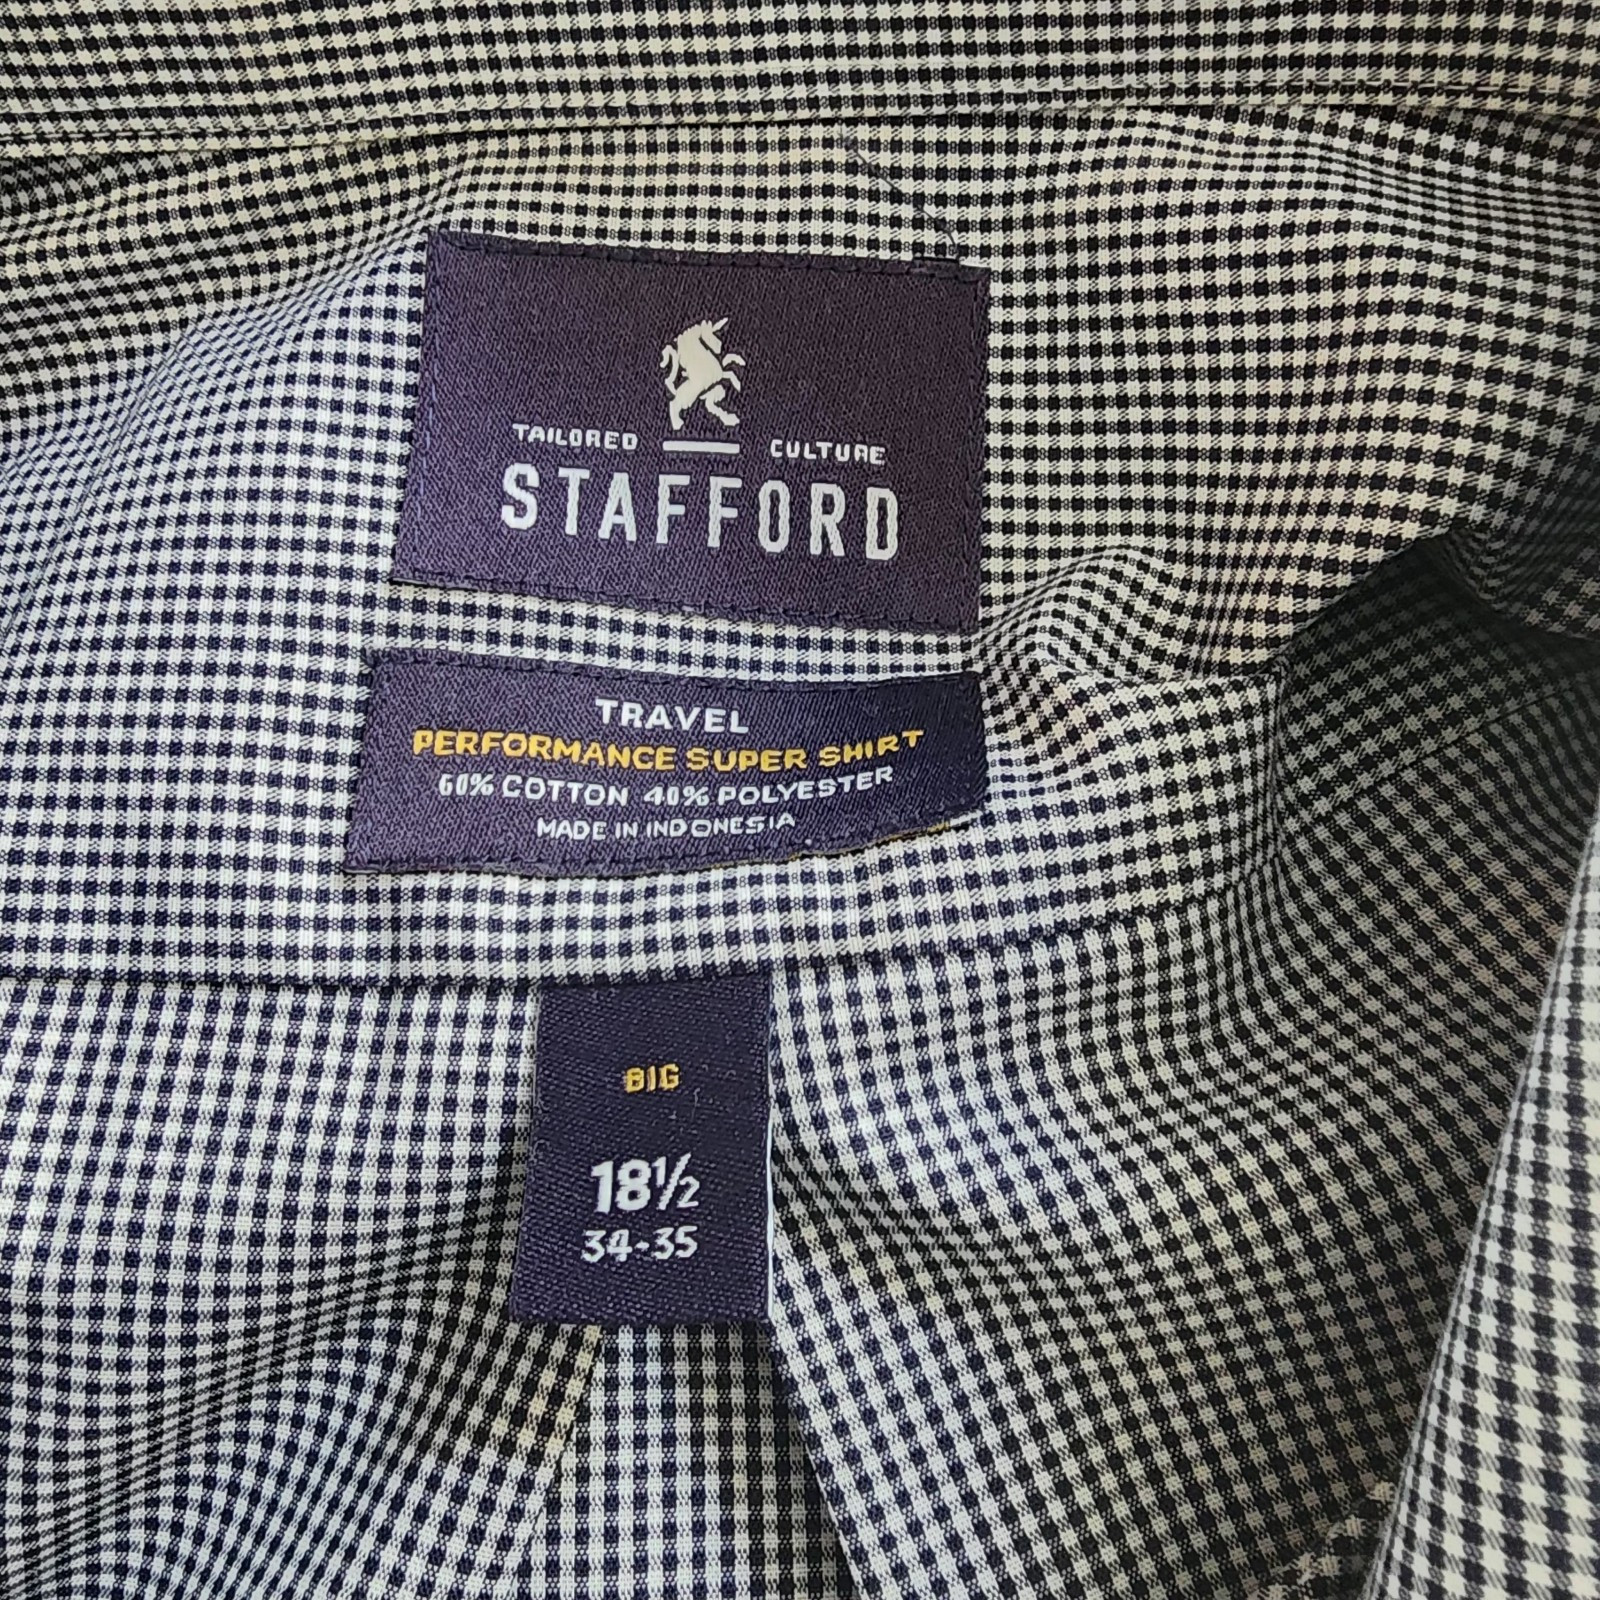 TAILORED CULTURE
STAFFORD
TRAVEL
PERFORMANCE SUPER SHIRT
60% COTTON 40% POLYESTER
MADE IN INDONESIA
BIG
18½
34-35